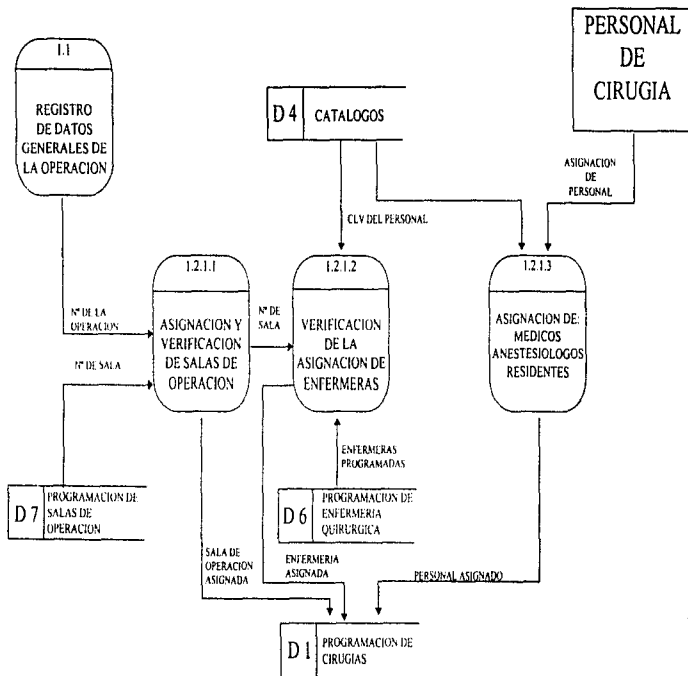 1.1
REGISTRO
DE DATOS
GENERALES DE
LA OPERACION
D 4
CATALOGOS
PERSONAL
DE
CIRUGIA
ASIGNACION
DE
PERSONAL
CLV DEL PERSONAL
1.2.1.1
ASIGNACION Y
VERIFICACION
DE SALAS DE
OPERACION
1.2.1.2
VERIFICACION
DE LA
ASIGNACION DE
ENFERMERAS
1.2.1.3
ASIGNACION DE:
MEDICOS
ANESTESIOLOGOS
RESIDENTES
Nº DE LA
OPERACION
Nº DE
SALA
Nº DE SALA
ENFERMERAS
PROGRAMADAS
D 7
PROGRAMACION DE
SALAS DE
OPERACION
D 6
PROGRAMACION DE
ENFERMERIA
QUIRURGICA
SALA DE
OPERACION
ASIGNADA
ENFERMERIA
ASIGNADA
PERSONAL ASIGNADO
D 1
PROGRAMACION DE
CIRUGIAS